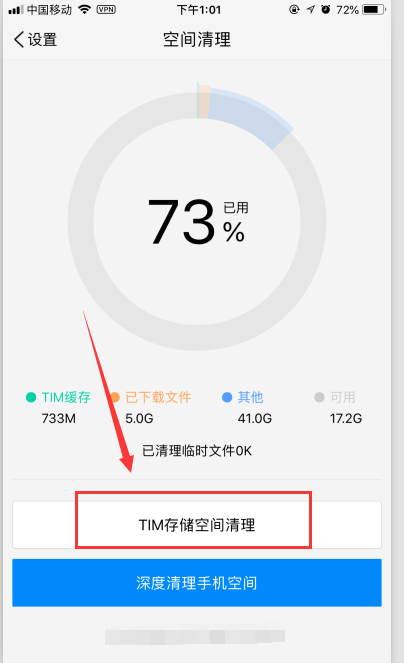 中国移动 VPN 下午1:01 72%
设置 空间清理
73 已用 %
TIM缓存 已下载文件 其他 可用
733M 5.0G 41.0G 17.2G
已清理临时文件0K
TIM存储空间清理
深度清理手机空间